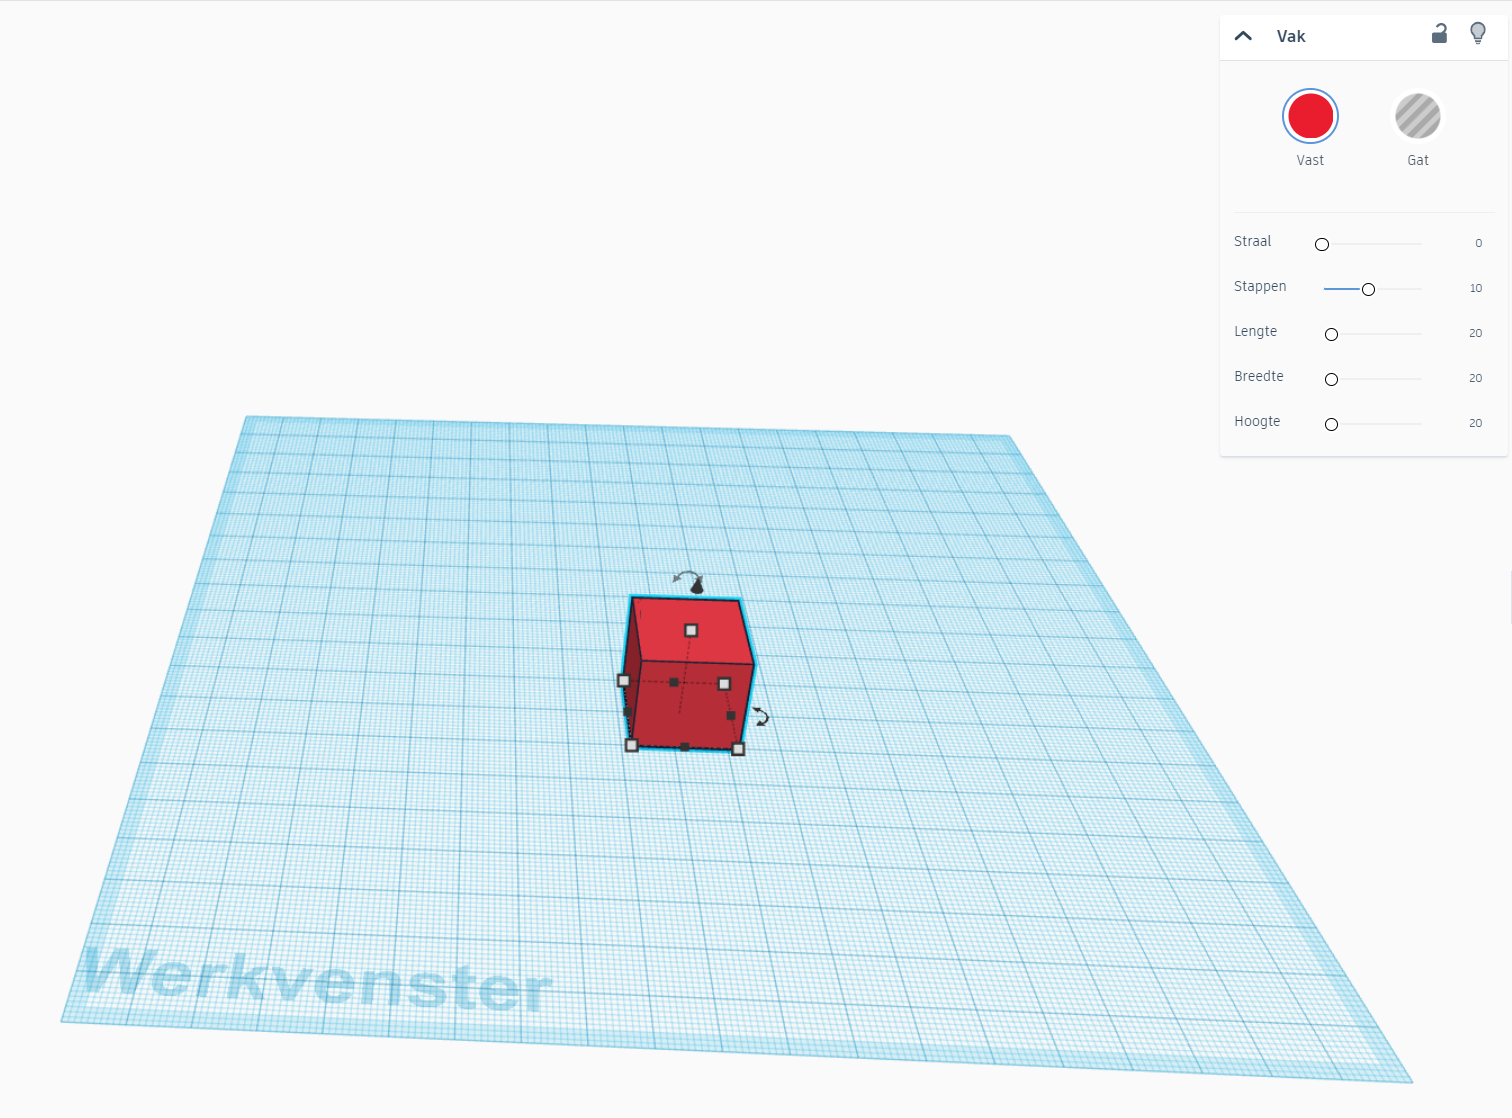 Vak
Vast Gat
Straal 0
Stappen 10
Lengte 20
Breedte 20
Hoogte 20
Werkvenster